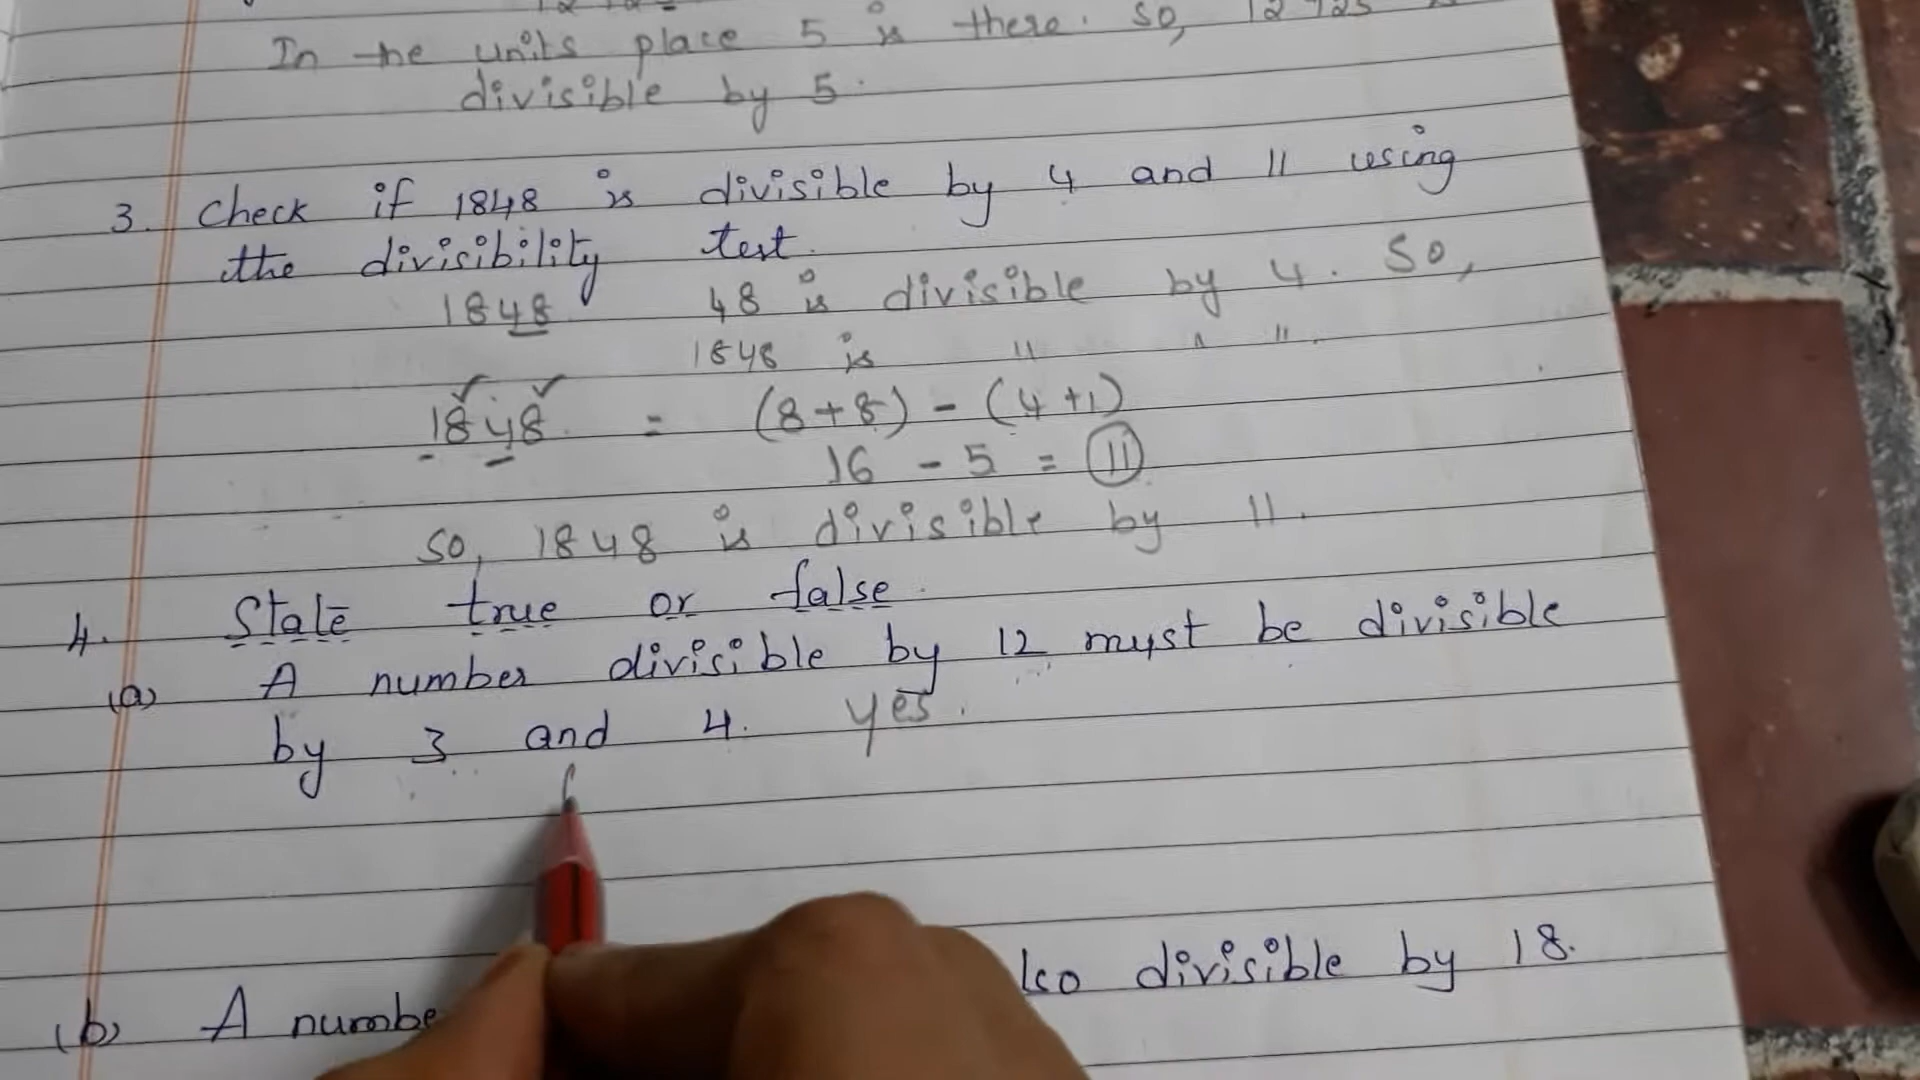 In the units place 5 is there. So, 12725
divisible by 5.
3. Check if 1848 is divisible by 4 and 11 using
the divisibility test.
1848 48 is divisible by 4. So,
1848 is " " ".
1848 = (8+8) - (4+1)
16 - 5 = 11
So, 1848 is divisible by 11.
4. State true or false.
(a) A number divisible by 12 must be divisible
by 3 and 4. yes.
(b) A numbe lso divisible by 18.